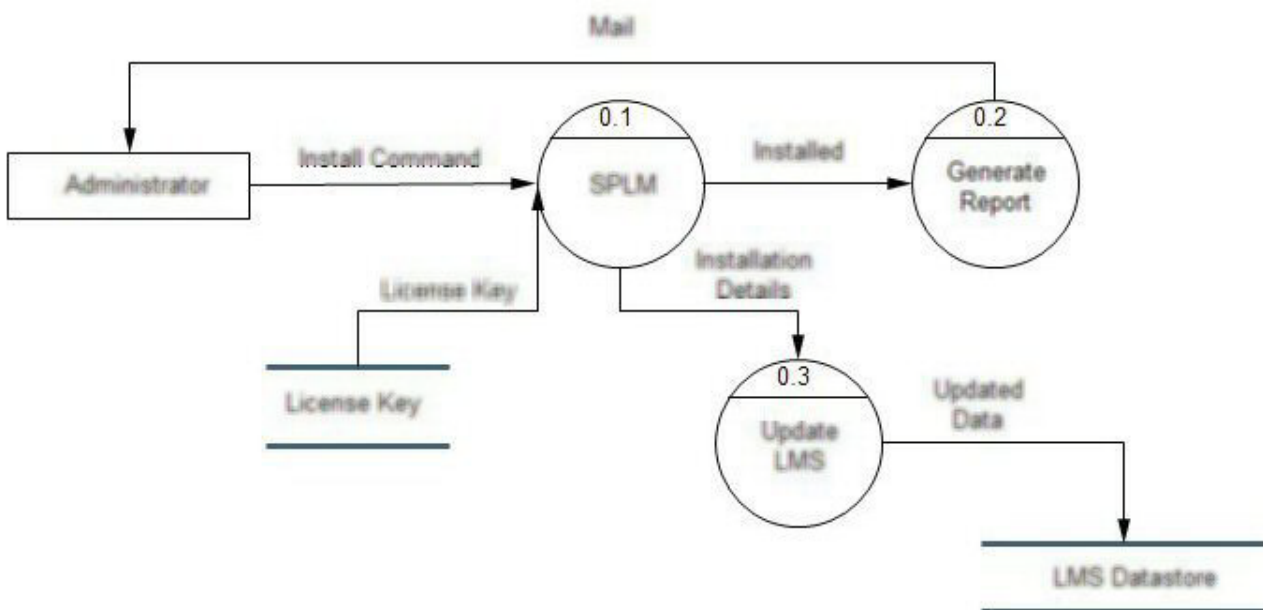 Mail
0.1
0.2
Install Command
Installed
Administrator
SPLM
Generate
Report
Installation
Details
License Key
0.3
License Key
Updated
Data
Update
LMS
LMS Datastore